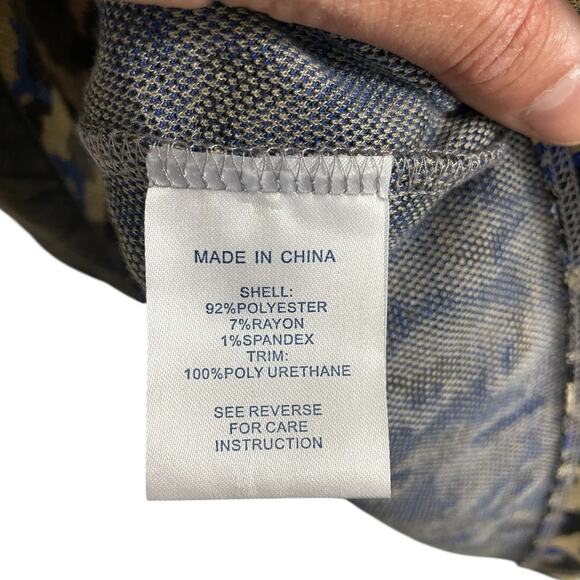 MADE IN CHINA
SHELL:
92%POLYESTER
7%RAYON
1%SPANDEX
TRIM:
100%POLY URETHANE
SEE REVERSE
FOR CARE
INSTRUCTION